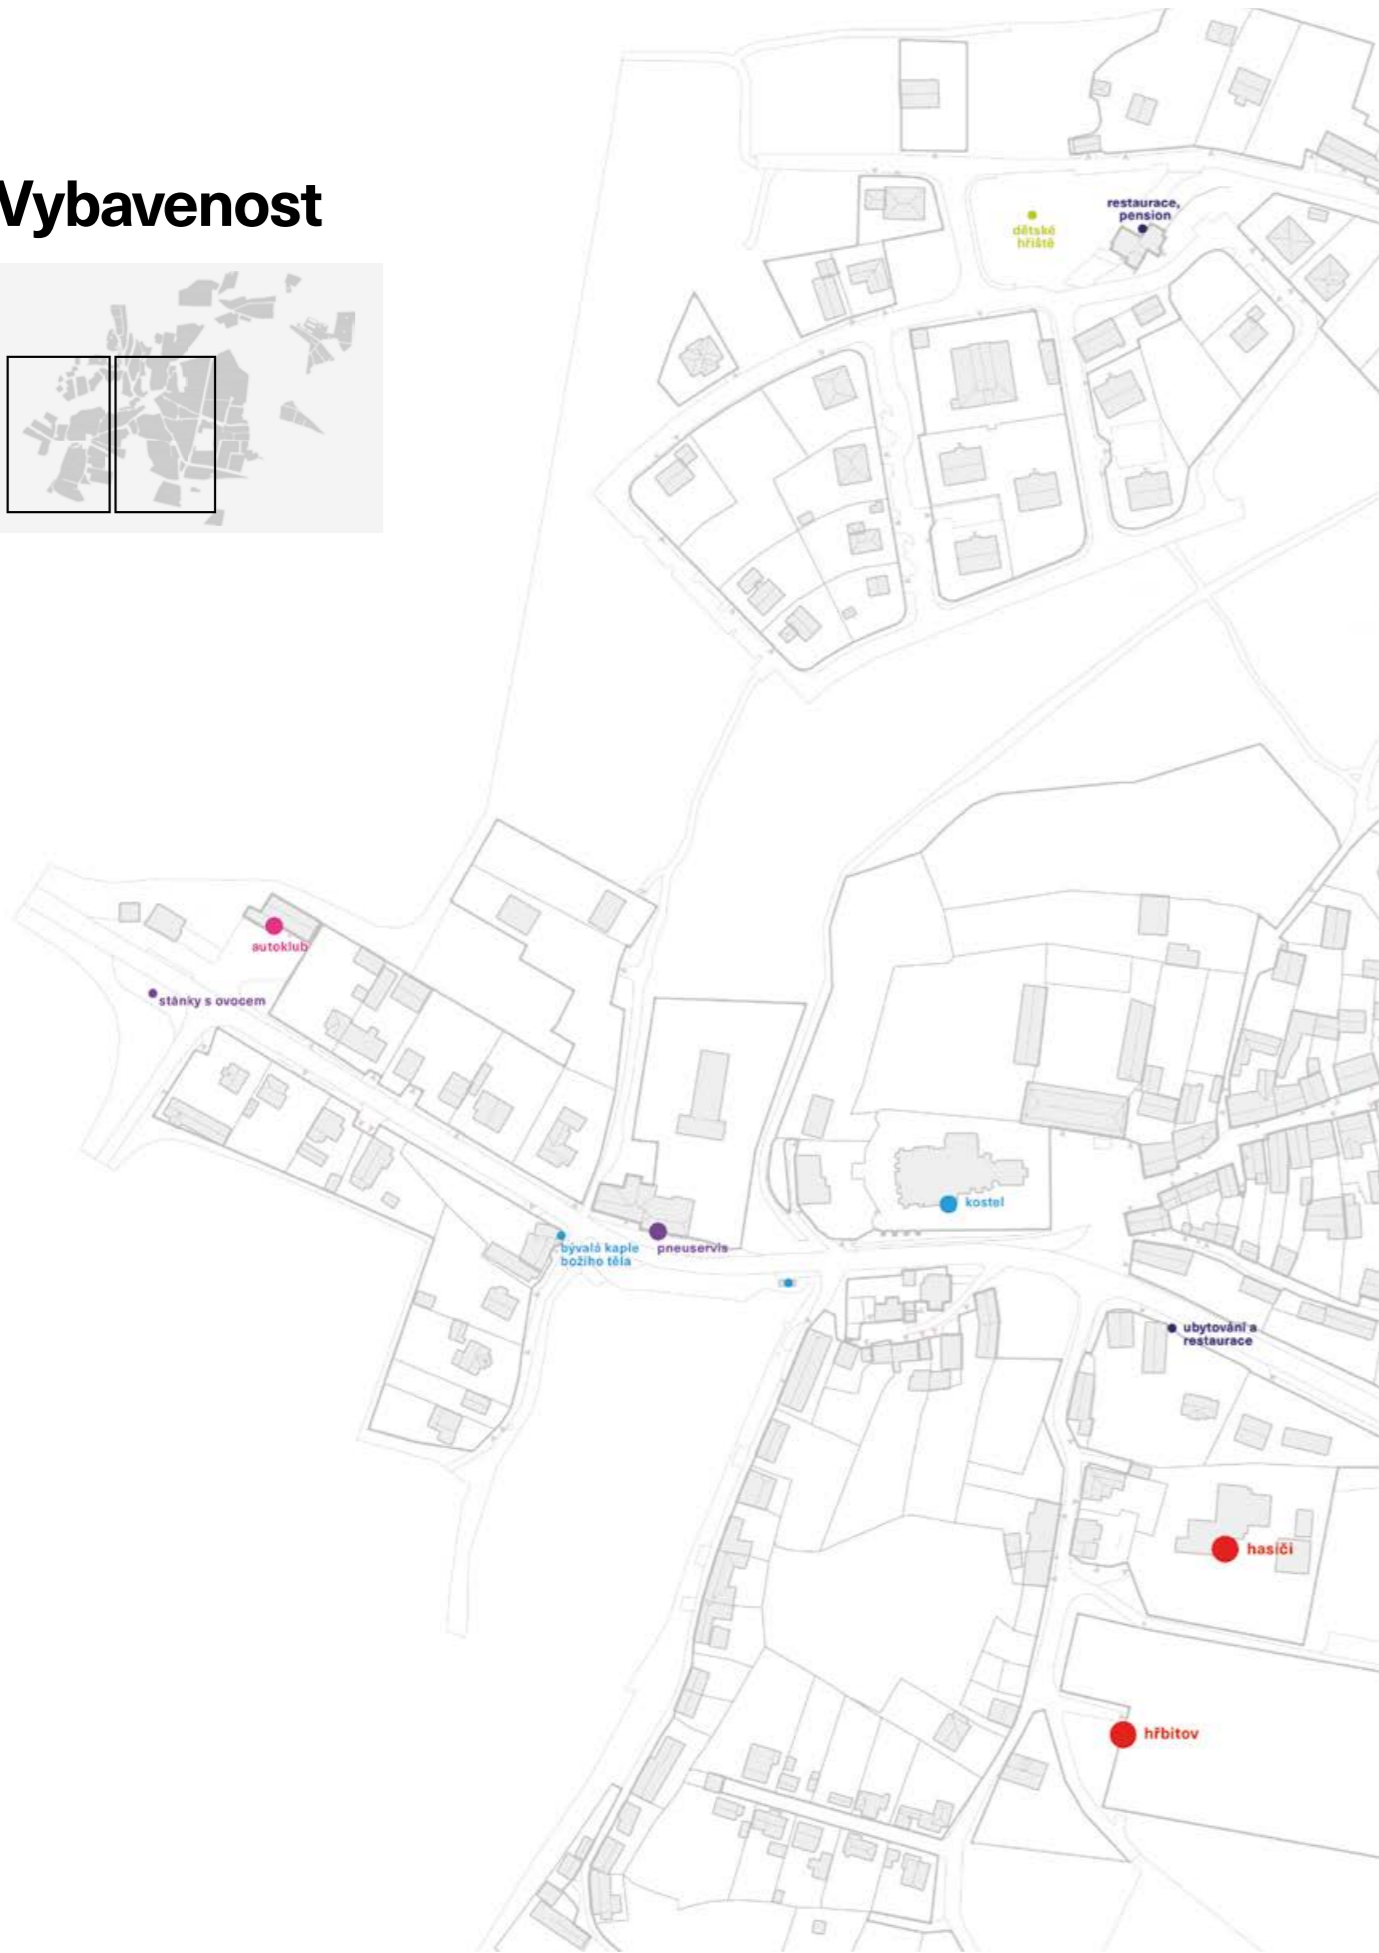 Vybavenost
restaurace,
pension
dětské
hřiště
autoklub
stánky s ovocem
kostel
bývalá kaple
božího těla
pneuservis
ubytování a
restaurace
hasiči
hřbitov